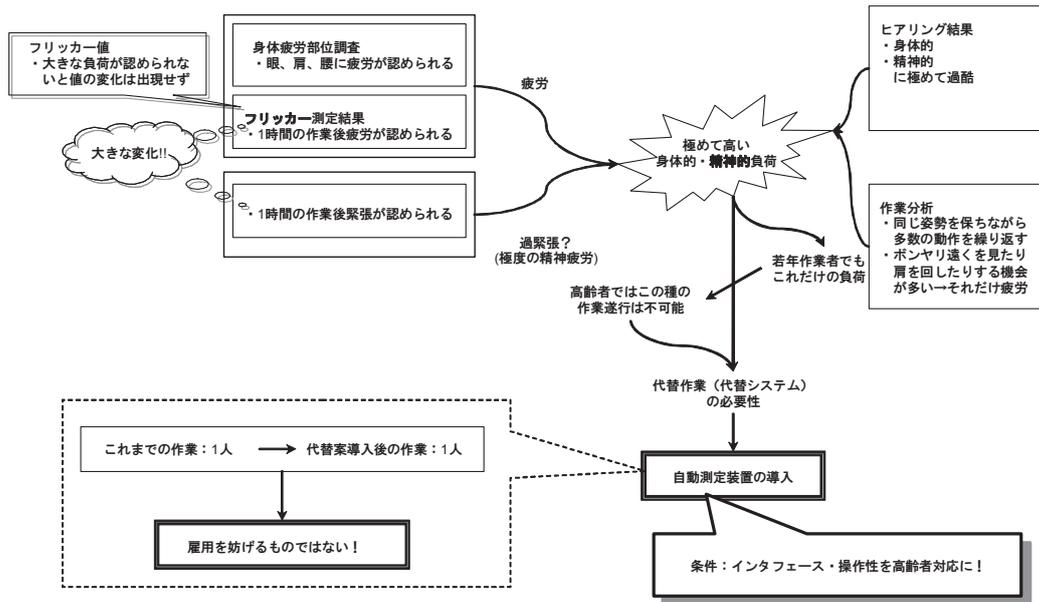 フリッカー値
・大きな負荷が認められな
いと値の変化は出現せず
大きな変化!!
身体疲労部位調査
・眼、肩、腰に疲労が認められる
フリッカー測定結果
・1時間の作業後疲労が認められる
・1時間の作業後緊張が認められる
疲労
過緊張？
(極度の精神疲労)
極めて高い
身体的・精神的負荷
ヒアリング結果
・身体的
・精神的
に極めて過酷
作業分析
・同じ姿勢を保ちながら
多数の動作を繰り返す
・ボンヤリ遠くを見たり
肩を回したりする機会
が多い→それだけ疲労
若年作業者でも
これだけの負荷
高齢者ではこの種の
作業遂行は不可能
代替作業（代替システム）
の必要性
自動測定装置の導入
条件：インタフェース・操作性を高齢者対応に！
これまでの作業：1人
代替案導入後の作業：1人
雇用を妨げるものではない！